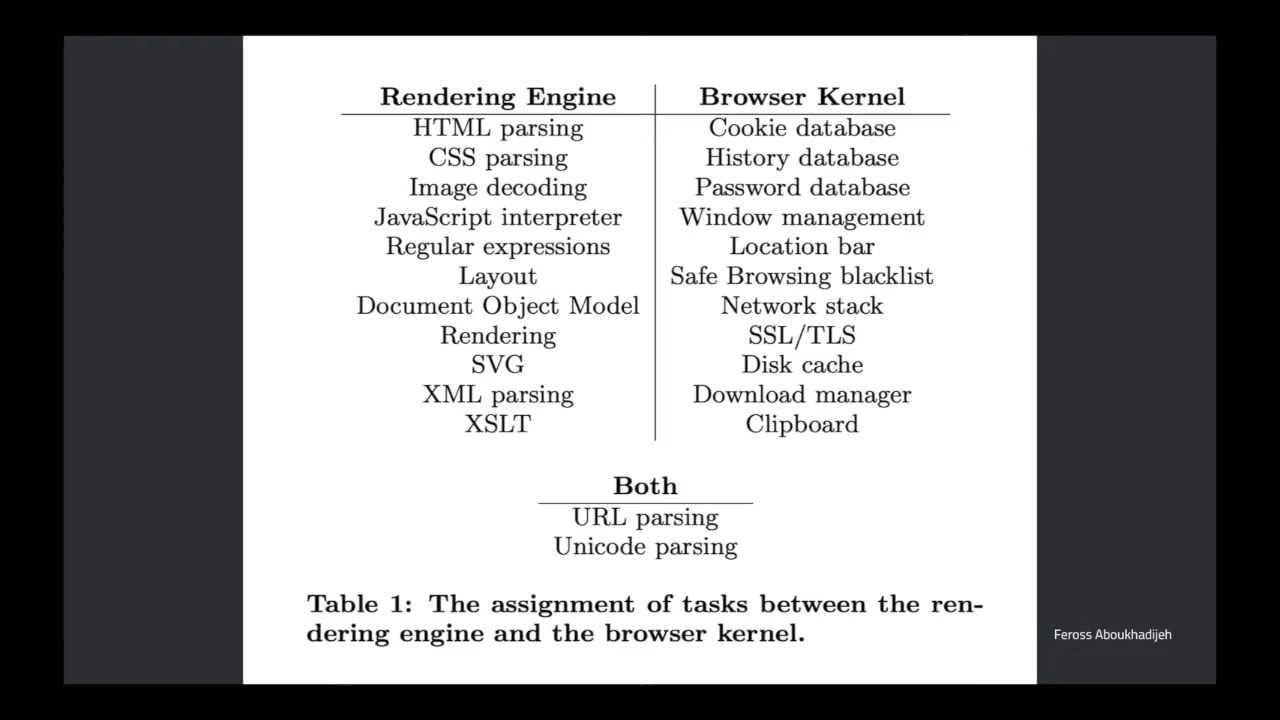 Rendering Engine Browser Kernel
HTML parsing Cookie database
CSS parsing History database
Image decoding Password database
JavaScript interpreter Window management
Regular expressions Location bar
Layout Safe Browsing blacklist
Document Object Model Network stack
Rendering SSL/TLS
SVG Disk cache
XML parsing Download manager
XSLT Clipboard
Both
URL parsing
Unicode parsing
Table 1: The assignment of tasks between the ren-
dering engine and the browser kernel.
Feross Aboukhadijeh